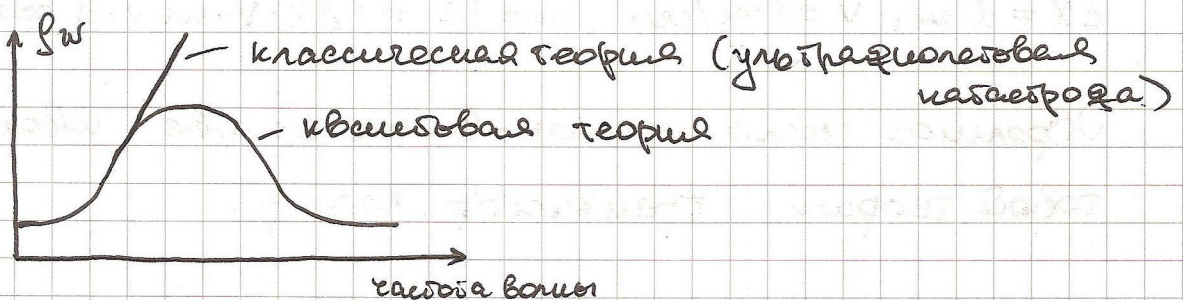 ρω
классическая теория (ультрафиолетовая
катастрофа)
квантовая теория
частота волны